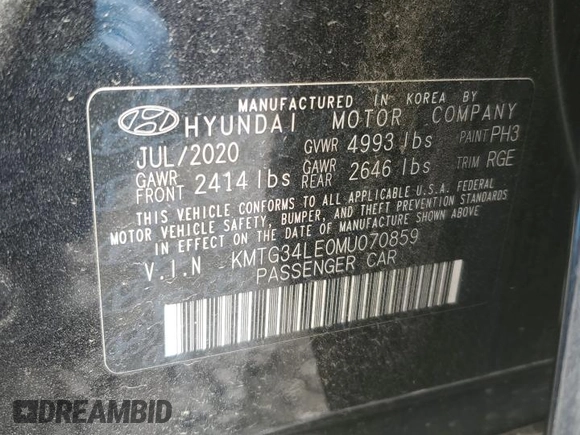 MANUFACTURED IN KOREA BY
HYUNDAI MOTOR COMPANY
JUL/2020 GVWR 4993 lbs PAINT PH3
GAWR FRONT 2414 lbs GAWR REAR 2646 lbs TRIM RGE
THIS VEHICLE CONFORMS TO ALL APPLICABLE U.S.A. FEDERAL
MOTOR VEHICLE SAFETY, BUMPER, AND THEFT PREVENTION STANDARDS
IN EFFECT ON THE DATE OF MANUFACTURE SHOWN ABOVE
V.I.N KMTG34LE0MU070859
PASSENGER CAR
DREAMBID